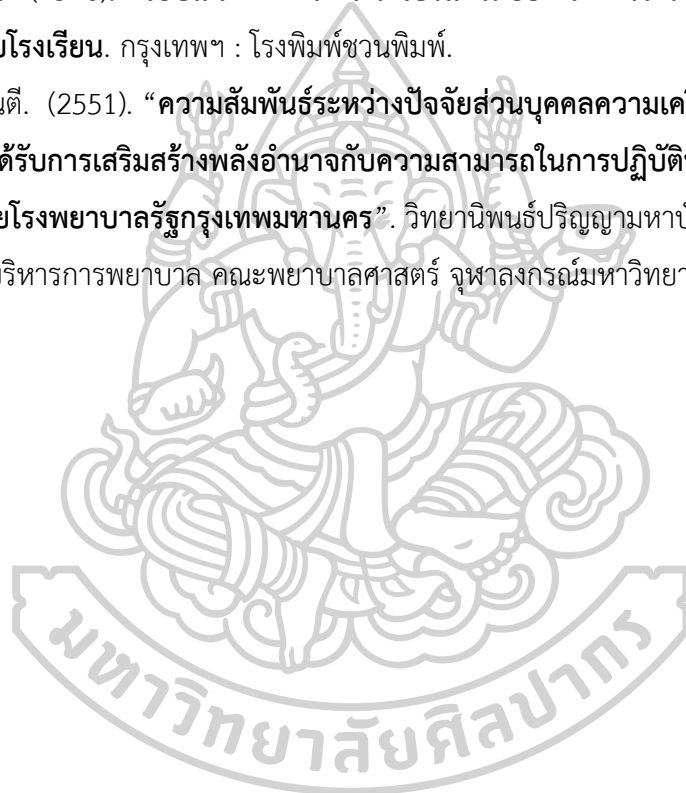 บโรงเรียน. กรุงเทพฯ : โรงพิมพ์ชวนพิมพ์.
นตี. (2551). “ความสัมพันธ์ระหว่างปัจจัยส่วนบุคคลความเค
ด้รับการเสริมสร้างพลังอำนาจกับความสามารถในการปฏิบัติ
ยโรงพยาบาลรัฐกรุงเทพมหานคร”. วิทยานิพนธ์ปริญญามหาบั
บริหารการพยาบาล คณะพยาบาลศาสตร์ จุฬาลงกรณ์มหาวิทยา
มหาวิทยาลัยศิลปากร